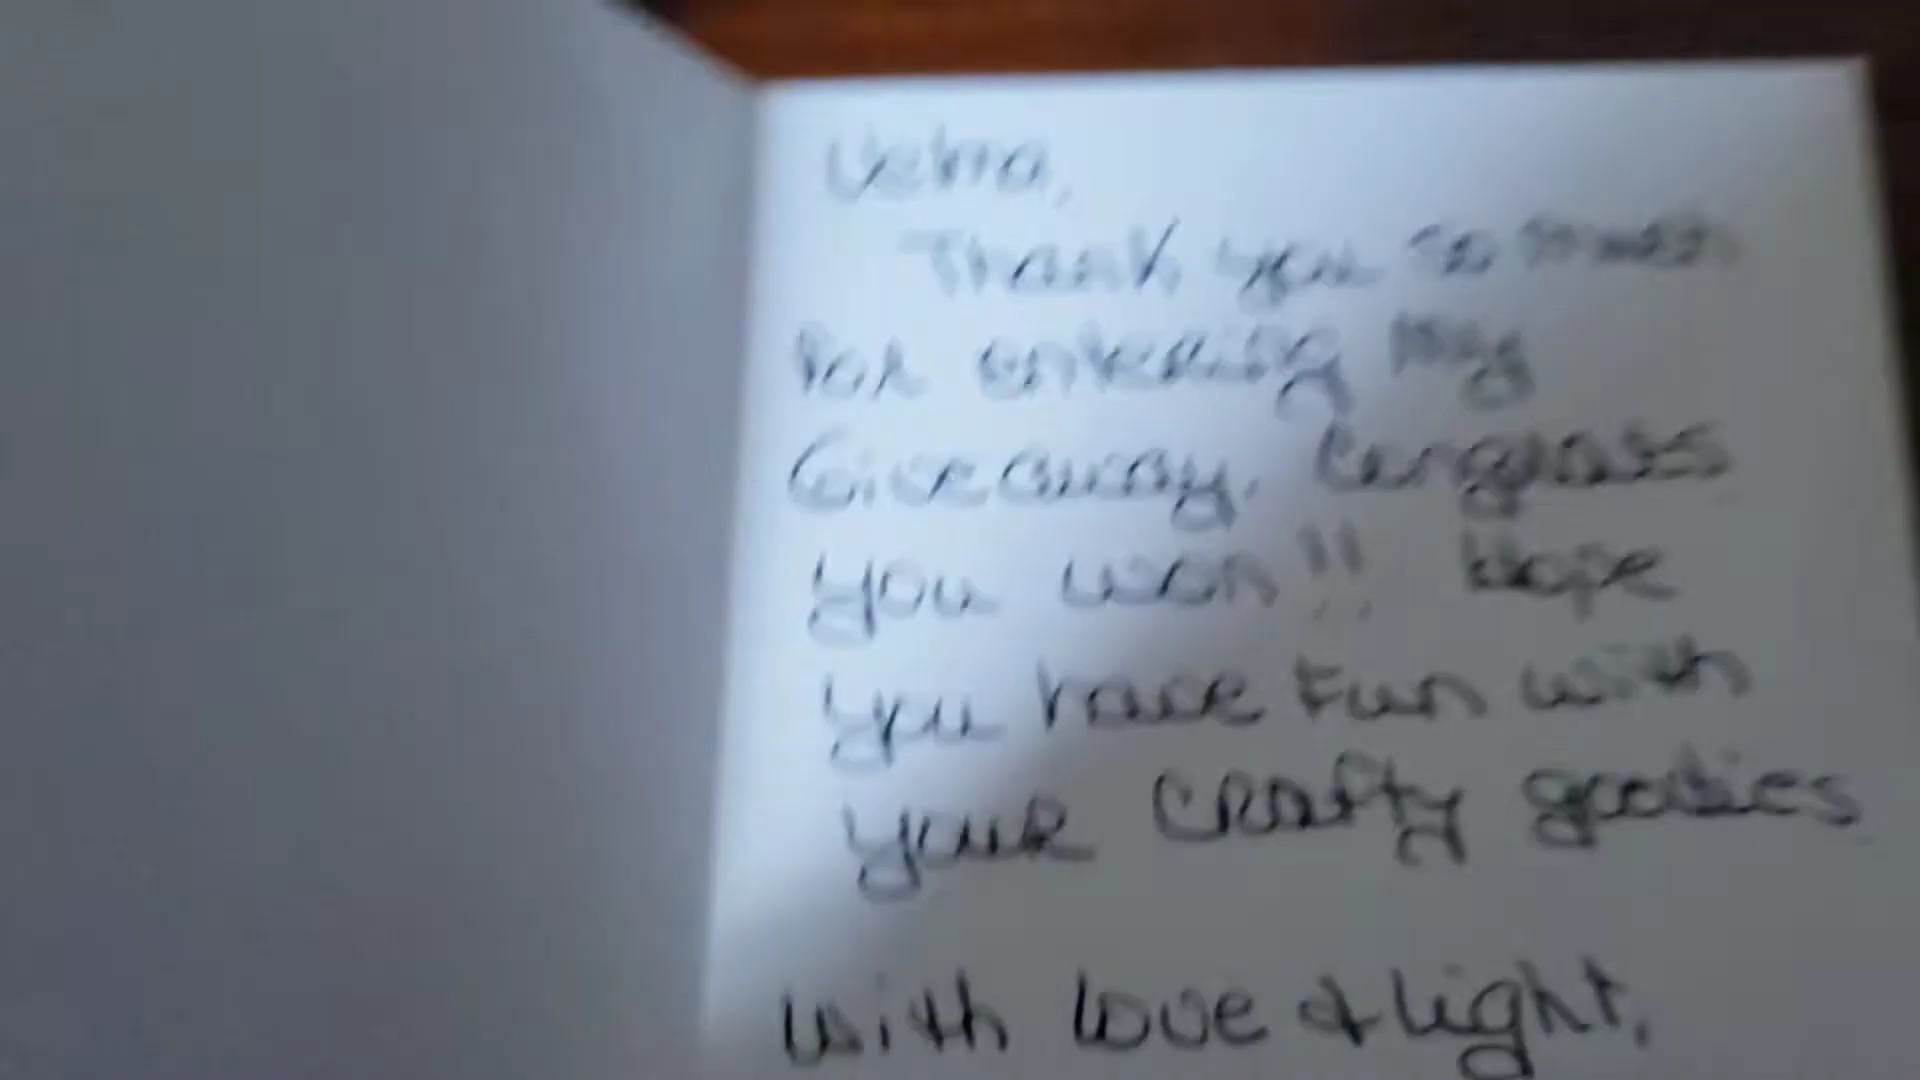 Thank you so much
for entering my
Giveaway. Congrats
you won!! Hope
you have fun with
your crafty goodies
with love & light,